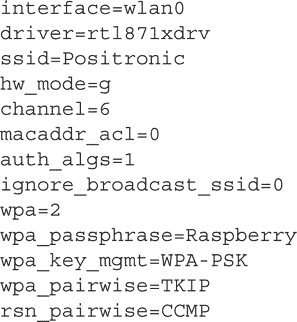 interface=wlan0
driver=rtl871xdrv
ssid=Positronic
hw_mode=g
channel=6
macaddr_acl=0
auth_algs=1
ignore_broadcast_ssid=0
wpa=2
wpa_passphrase=Raspberry
wpa_key_mgmt=WPA-PSK
wpa_pairwise=TKIP
rsn_pairwise=CCMP